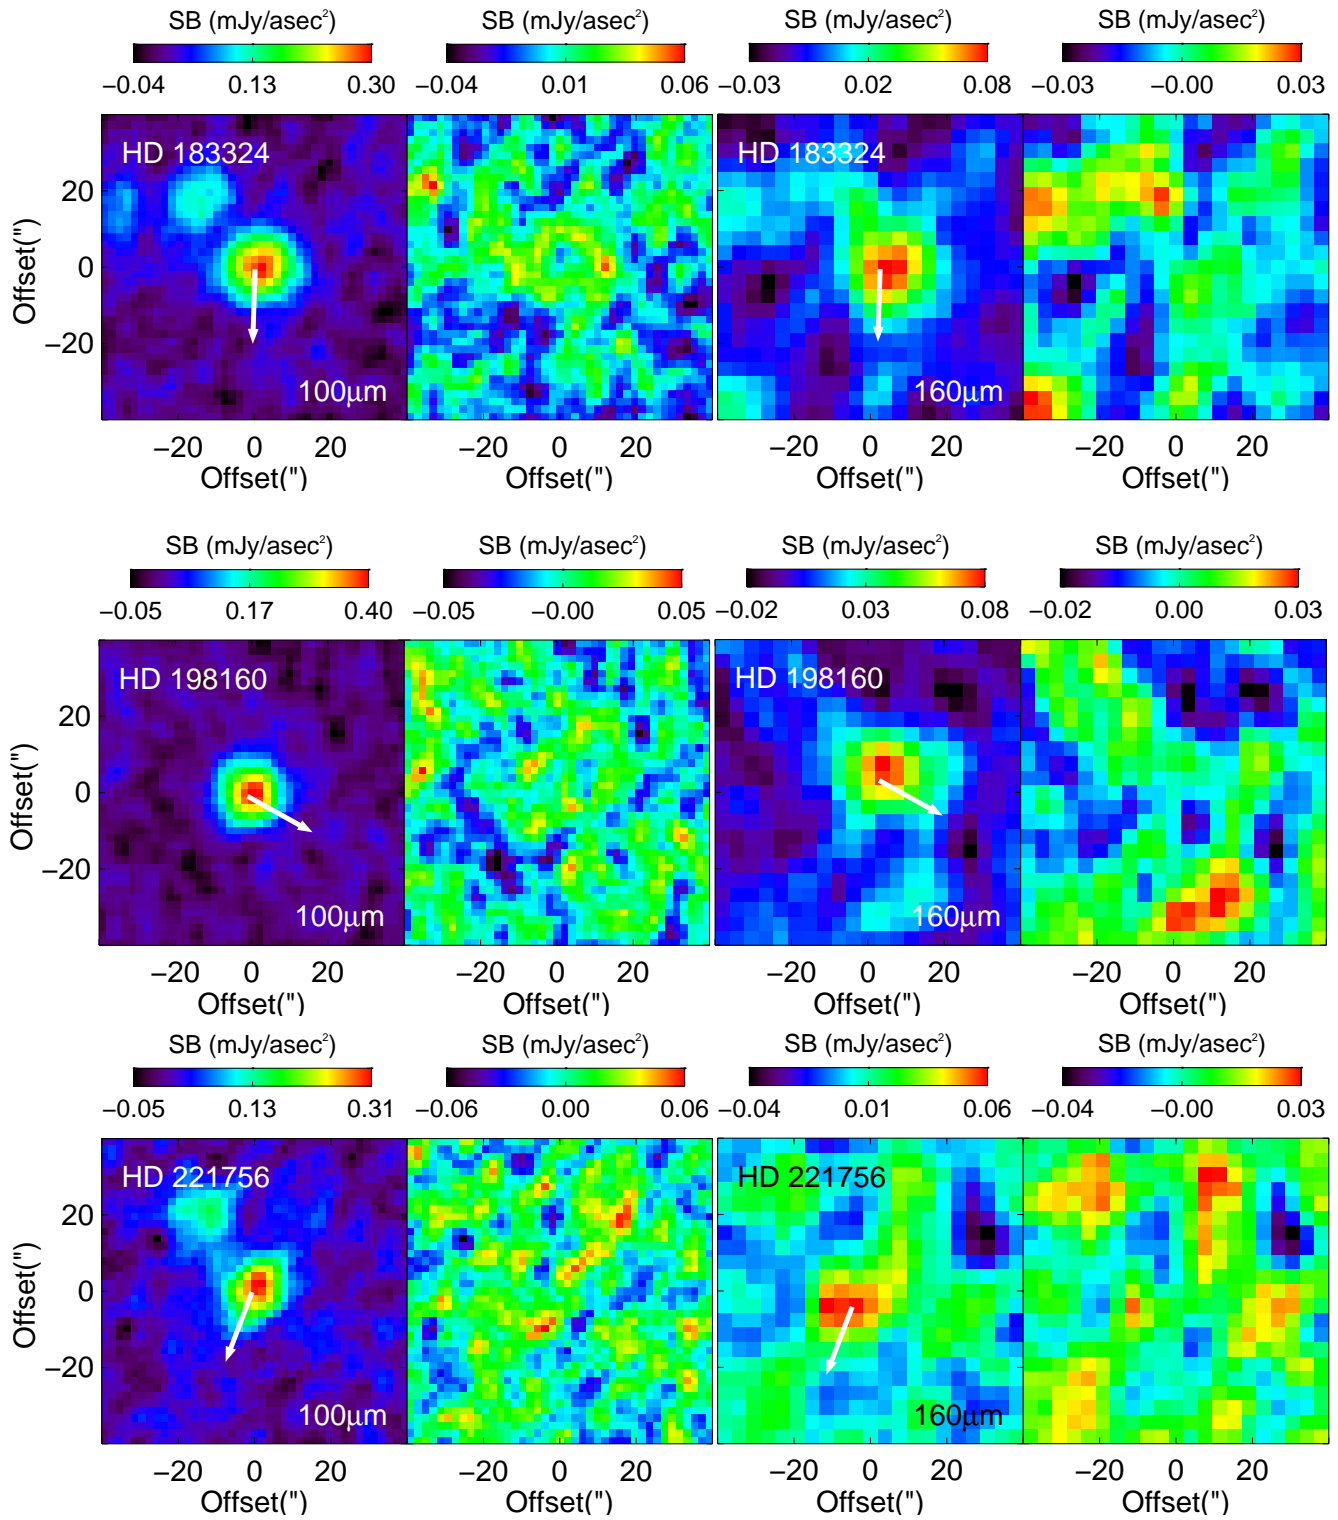 SB (mJy/asec²) SB (mJy/asec²) SB (mJy/asec²) SB (mJy/asec²)
−0.04 0.13 0.30 −0.04 0.01 0.06 −0.03 0.02 0.08 −0.03 −0.00 0.03
HD 183324 HD 183324
20
0
−20
Offset(")
100μm 160μm
−20 0 20 −20 0 20 −20 0 20 −20 0 20
Offset(") Offset(") Offset(") Offset(")
SB (mJy/asec²) SB (mJy/asec²) SB (mJy/asec²) SB (mJy/asec²)
−0.05 0.17 0.40 −0.05 −0.00 0.05 −0.02 0.03 0.08 −0.02 0.00 0.03
HD 198160 HD 198160
20
0
−20
Offset(")
100μm 160μm
−20 0 20 −20 0 20 −20 0 20 −20 0 20
Offset(") Offset(") Offset(") Offset(")
SB (mJy/asec²) SB (mJy/asec²) SB (mJy/asec²) SB (mJy/asec²)
−0.05 0.13 0.31 −0.06 0.00 0.06 −0.04 0.01 0.06 −0.04 −0.00 0.03
HD 221756 HD 221756
20
0
−20
Offset(")
100μm 160μm
−20 0 20 −20 0 20 −20 0 20 −20 0 20
Offset(") Offset(") Offset(") Offset(")